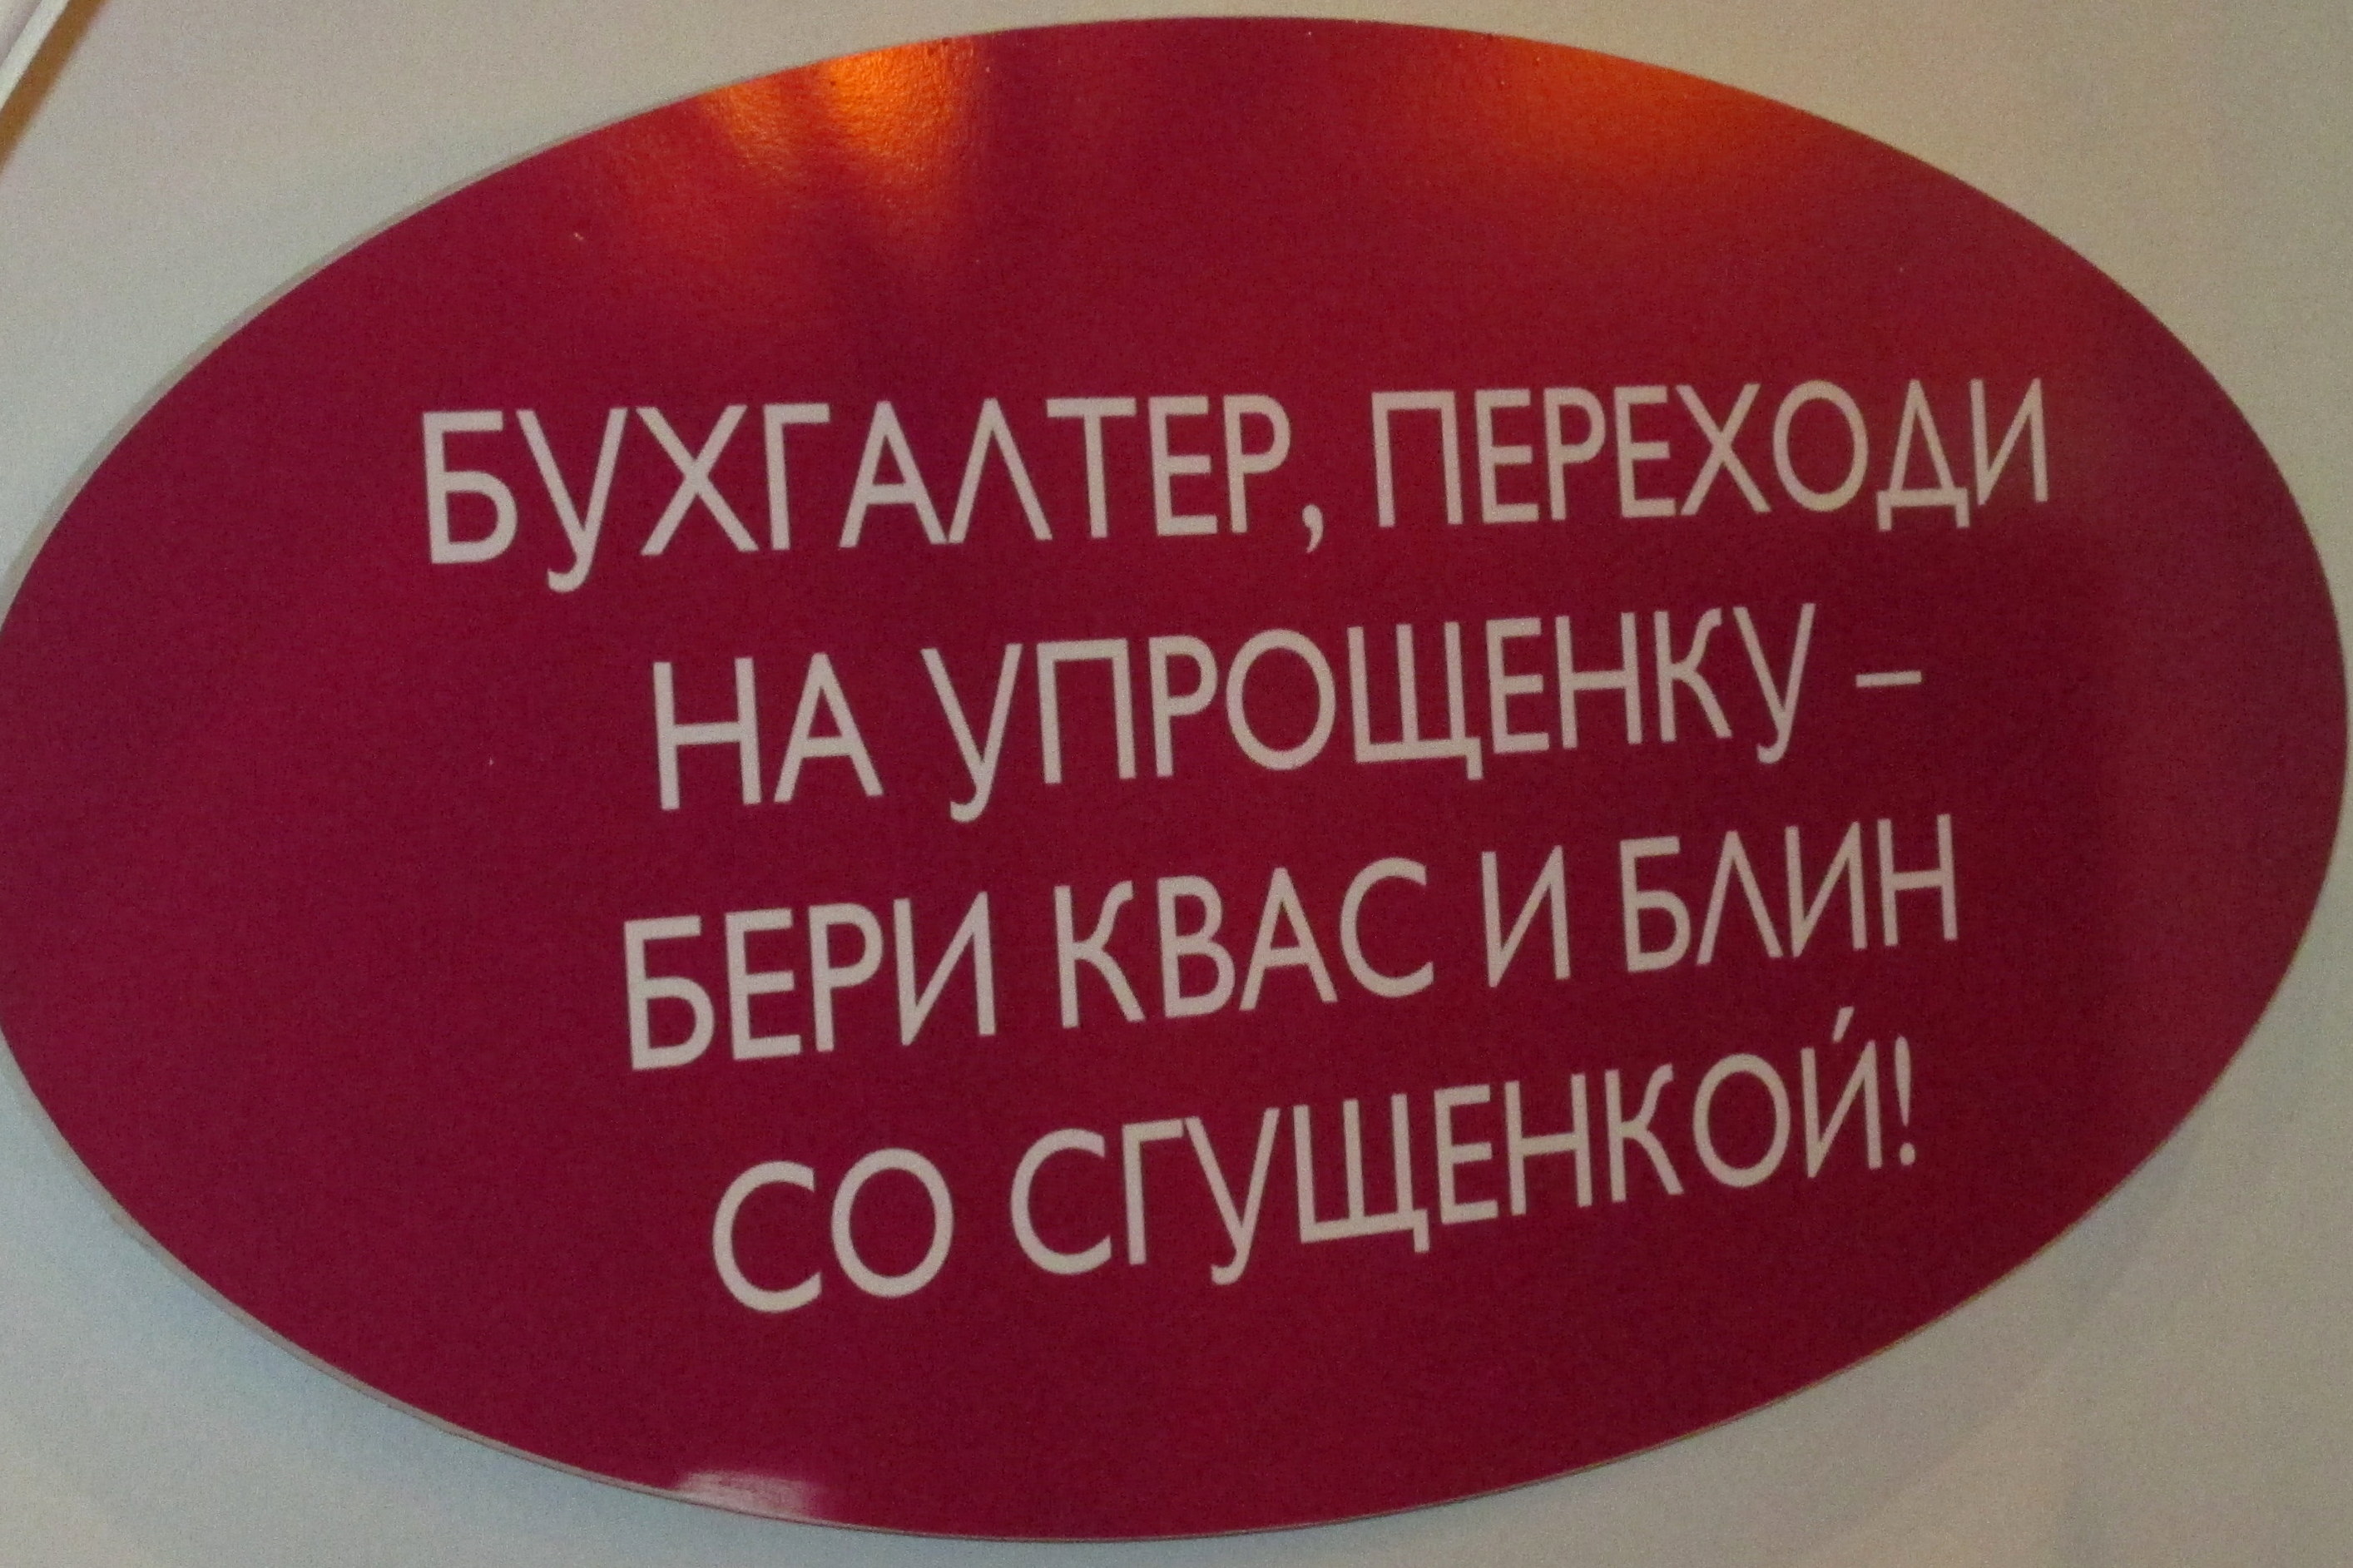 БУХГАЛТЕР, ПЕРЕХОДИ
НА УПРОЩЕНКУ –
БЕРИ КВАС И БЛИН
СО СГУЩЕНКОЙ!